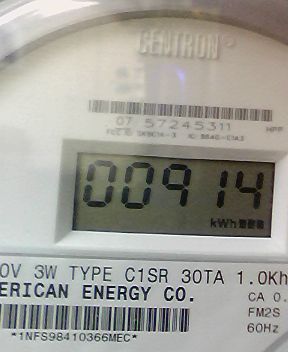 CENTRON®
07 57245311
00914
kWh
0V 3W TYPE C1SR 30TA 1.0Kh
ERICAN ENERGY CO.
CA 0.
FM2S
60Hz
*1NFS98410366MEC*